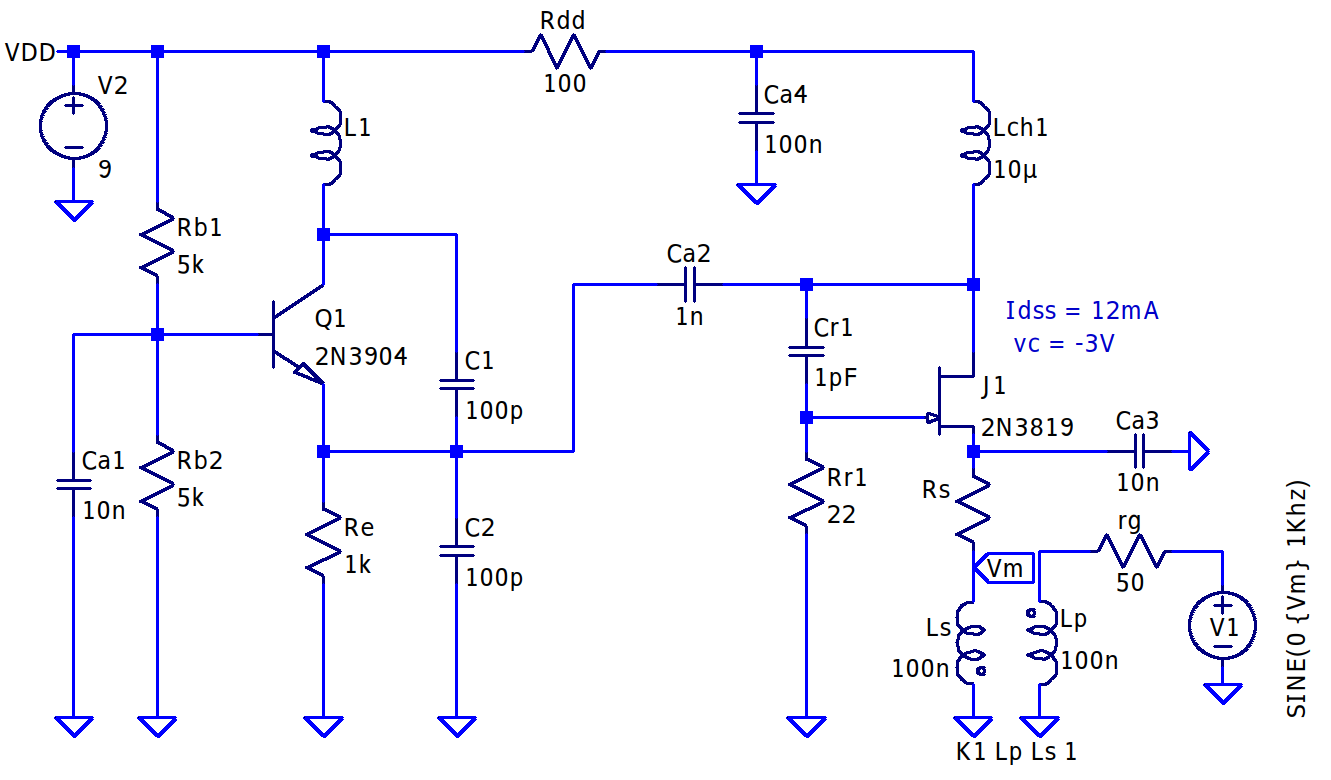 Rdd
VDD
100
V2
9
L1
Ca4
100n
Lch1
10µ
Rb1
5k
Ca2
1n
Q1
2N3904
Cr1
1pF
Idss = 12mA
vc = -3V
C1
100p
J1
2N3819
Ca3
10n
Ca1
10n
Rb2
5k
Re
1k
C2
100p
Rr1
22
Rs
rg
50
Vm
Ls
100n
Lp
100n
V1
SINE(0 {Vm} 1Khz)
K1 Lp Ls 1